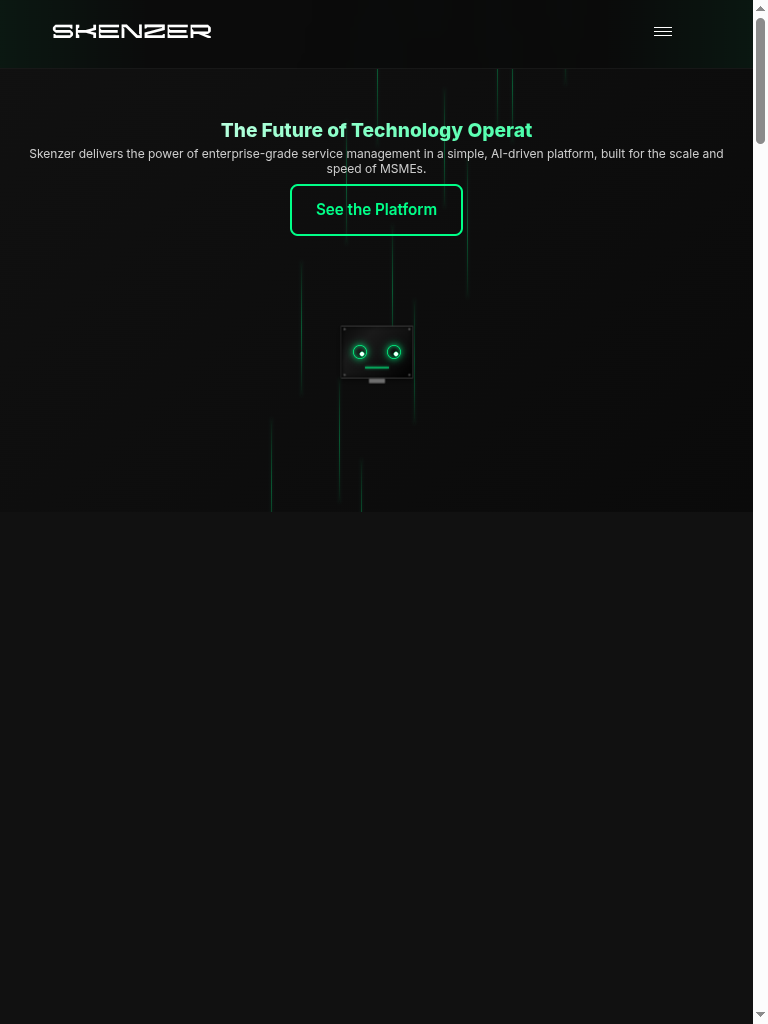 SKENZER
The Future of Technology Operat
Skenzer delivers the power of enterprise-grade service management in a simple, AI-driven platform, built for the scale and
speed of MSMEs.
See the Platform